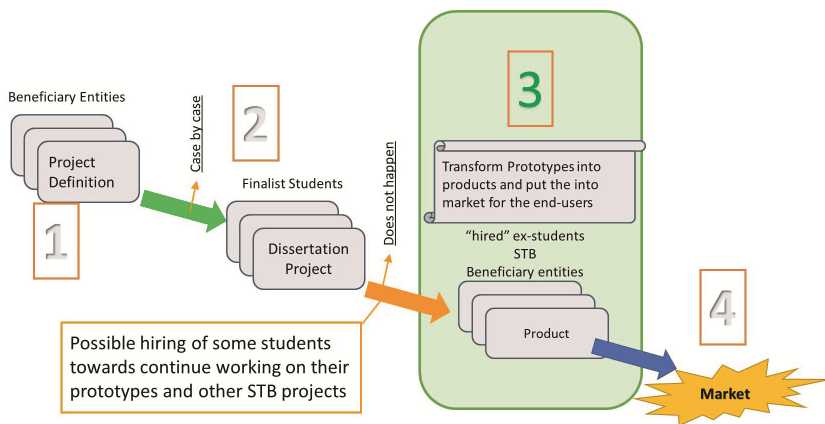 Beneficiary Entities
Project
Definition
1
Case by case
2
Finalist Students
Dissertation
Project
Does not happen
Possible hiring of some students
towards continue working on their
prototypes and other STB projects
3
Transform Prototypes into
products and put the into
market for the end-users
“hired” ex-students
STB
Beneficiary entities
Product
4
Market